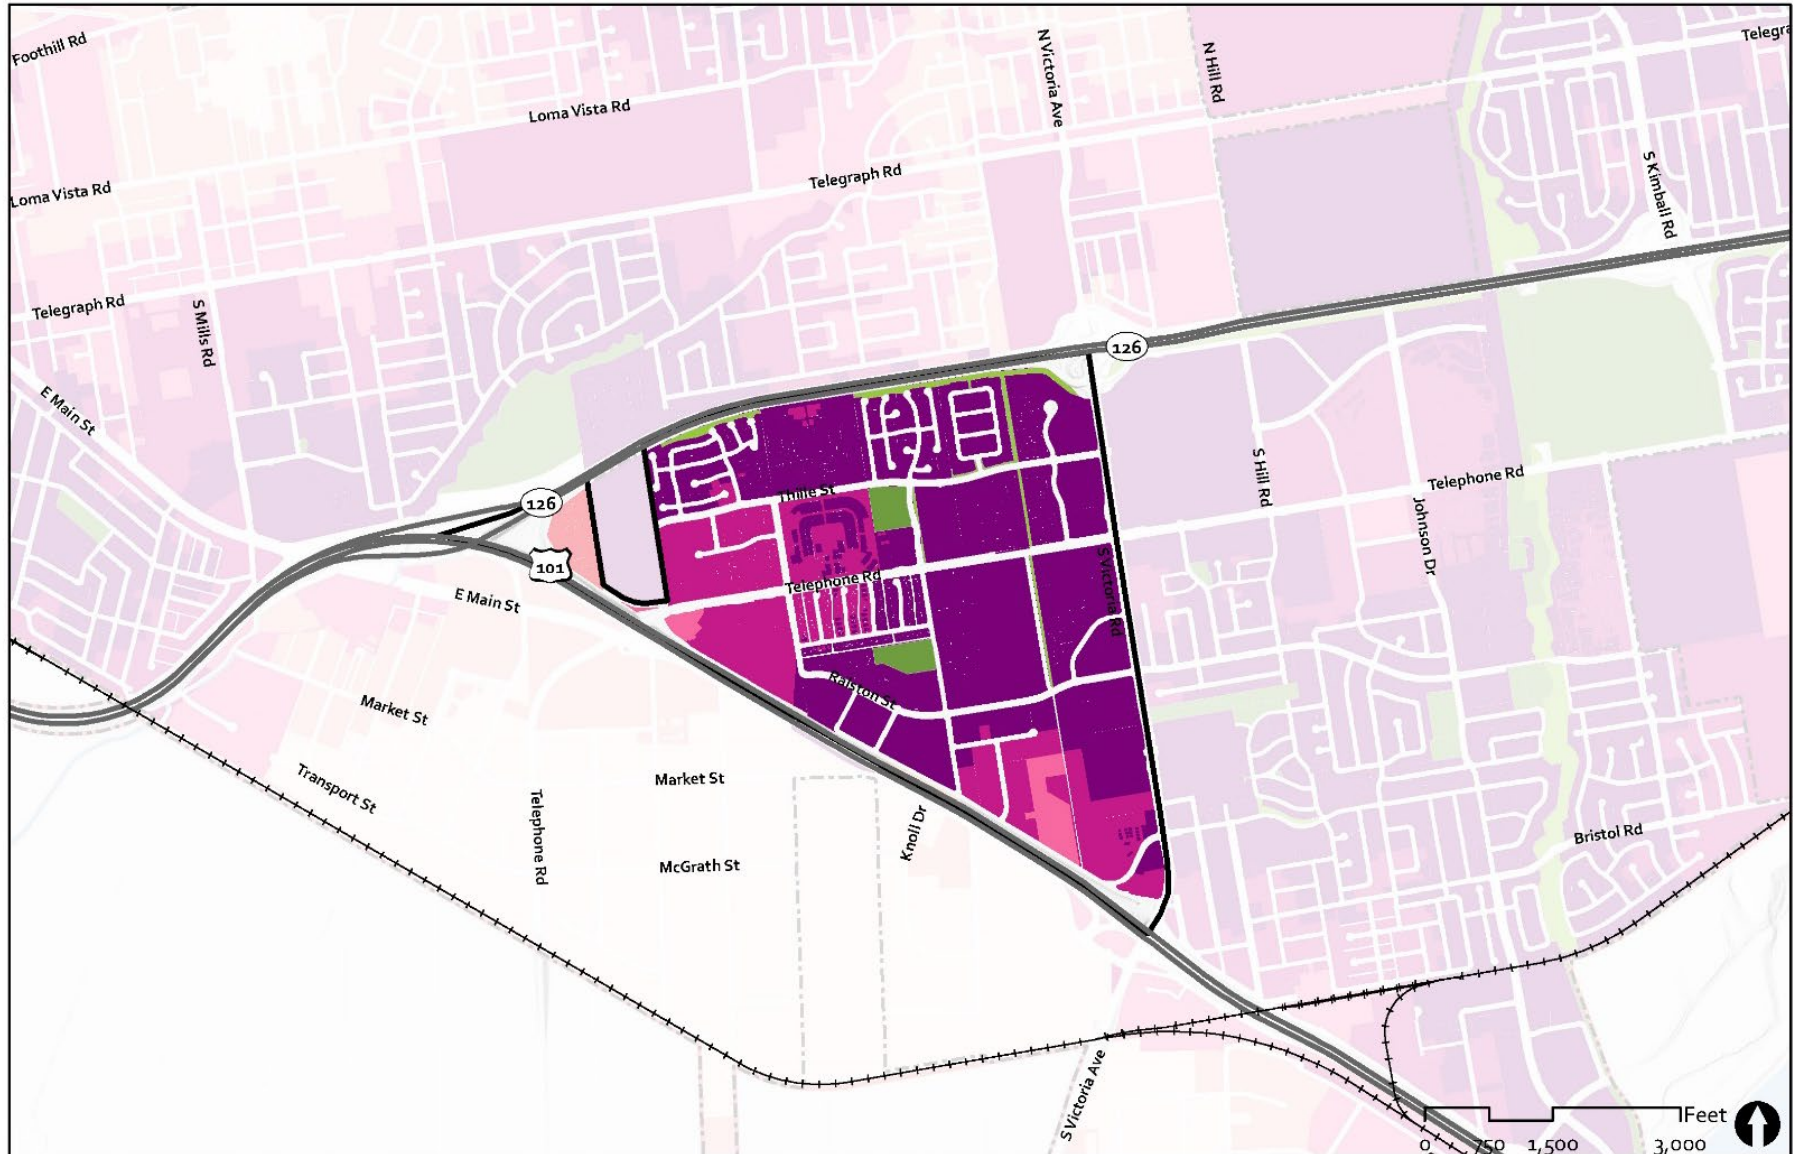 Foothill Rd
N Victoria Ave
N Hill Rd
Telegra
Loma Vista Rd
Loma Vista Rd
Telegraph Rd
S Kimball Rd
Telegraph Rd
S Mills Rd
126
E Main St
S Hill Rd
Telephone Rd
Johnson Dr
Thille St
126
101
Telephone Rd
E Main St
S Victoria Rd
Ralston St
Market St
Transport St
Market St
Telephone Rd
Knoll Dr
McGrath St
Bristol Rd
S Victoria Ave
Feet
0 750 1,500 3,000